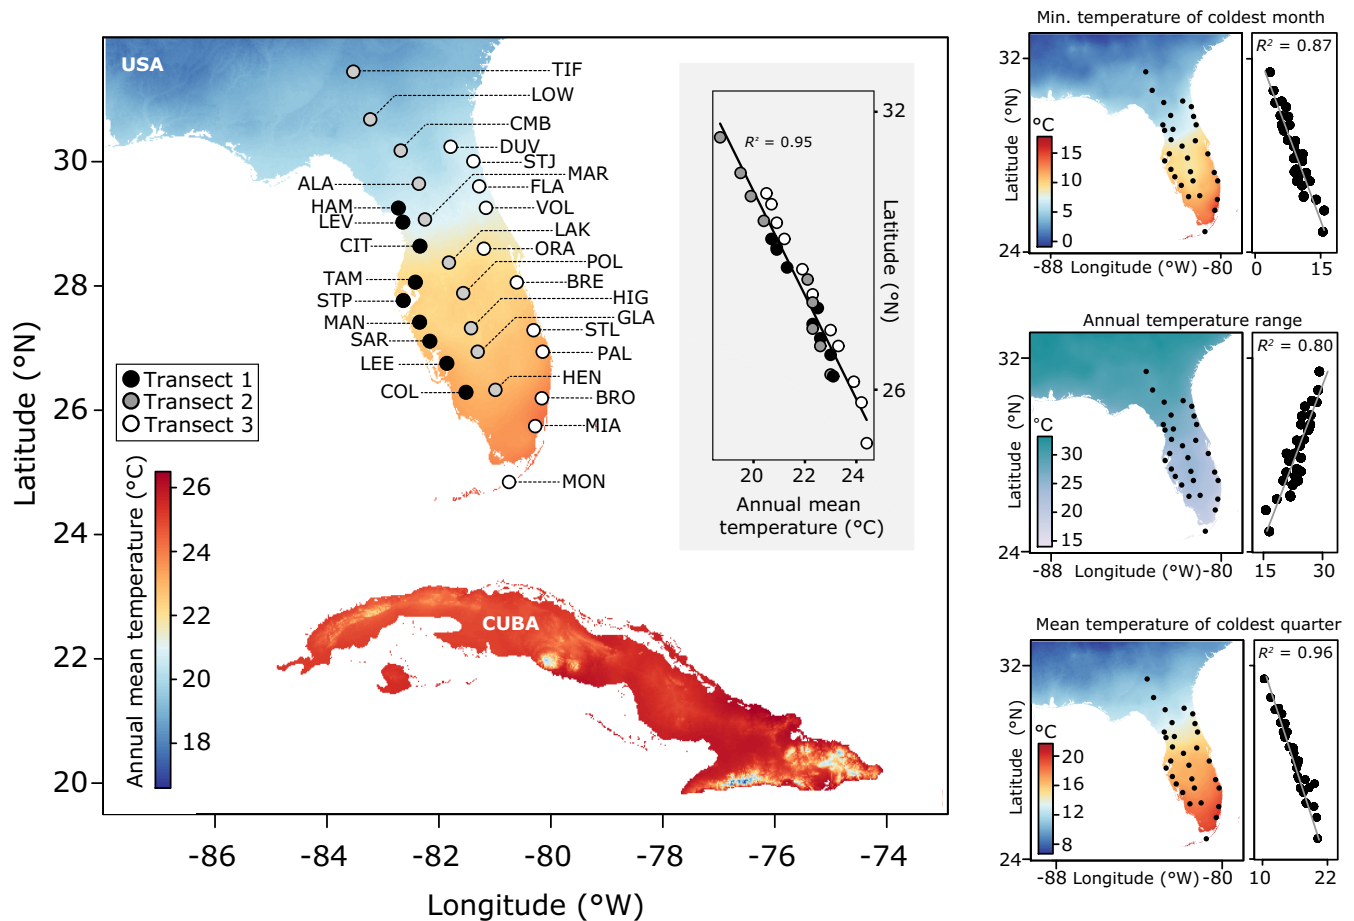 USA
TIF
LOW
CMB
DUV
STJ
MAR
ALA
FLA
HAM
VOL
LEV
LAK
CIT
ORA
POL
TAM
BRE
STP
HIG
MAN
GLA
SAR
STL
LEE
PAL
HEN
COL
BRO
MIA
MON
CUBA
30
28
26
24
22
20
Latitude (°N)
-86
-84
-82
-80
-78
-76
-74
Longitude (°W)
Transect 1
Transect 2
Transect 3
Annual mean temperature (°C)
26
24
22
20
18
R² = 0.95
32
26
Latitude (°N)
20
22
24
Annual mean
temperature (°C)
Min. temperature of coldest month
32
24
Latitude (°N)
°C
15
10
5
0
-88
Longitude (°W)
-80
R² = 0.87
0
15
Annual temperature range
32
24
Latitude (°N)
°C
30
25
20
15
-88
Longitude (°W)
-80
R² = 0.80
15
30
Mean temperature of coldest quarter
32
24
Latitude (°N)
°C
20
16
12
8
-88
Longitude (°W)
-80
R² = 0.96
10
22